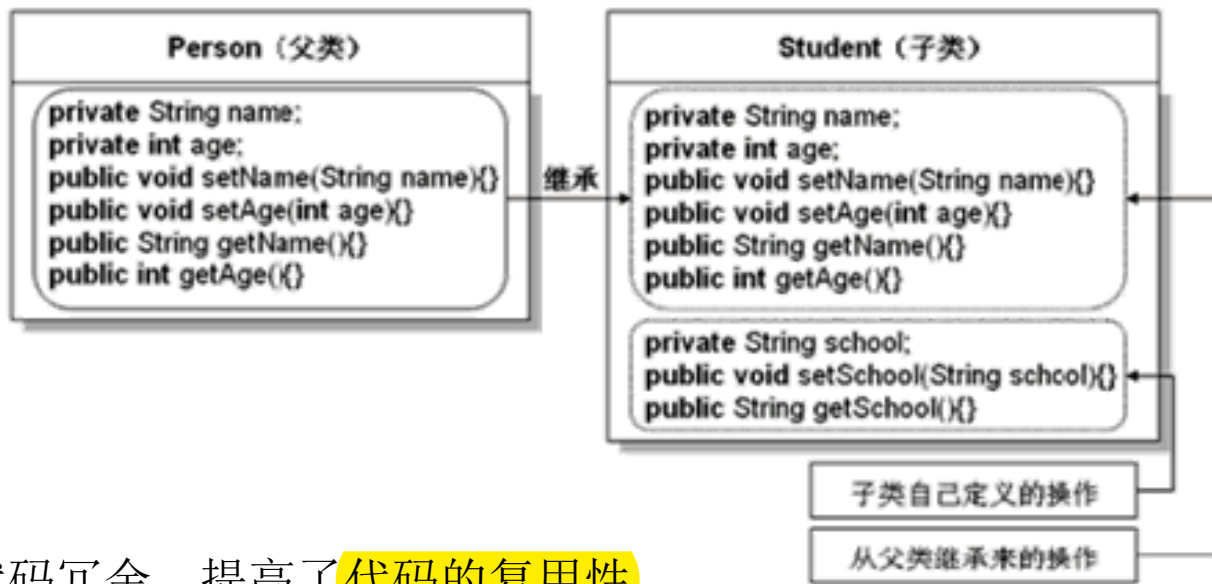 Person（父类）
private String name;
private int age;
public void setName(String name){}
public void setAge(int age){}
public String getName(){}
public int getAge(){}
继承
Student（子类）
private String name;
private int age;
public void setName(String name){}
public void setAge(int age){}
public String getName(){}
public int getAge(){}
private String school;
public void setSchool(String school){}
public String getSchool(){}
子类自己定义的操作
从父类继承来的操作
码冗余，提高了代码的复用性